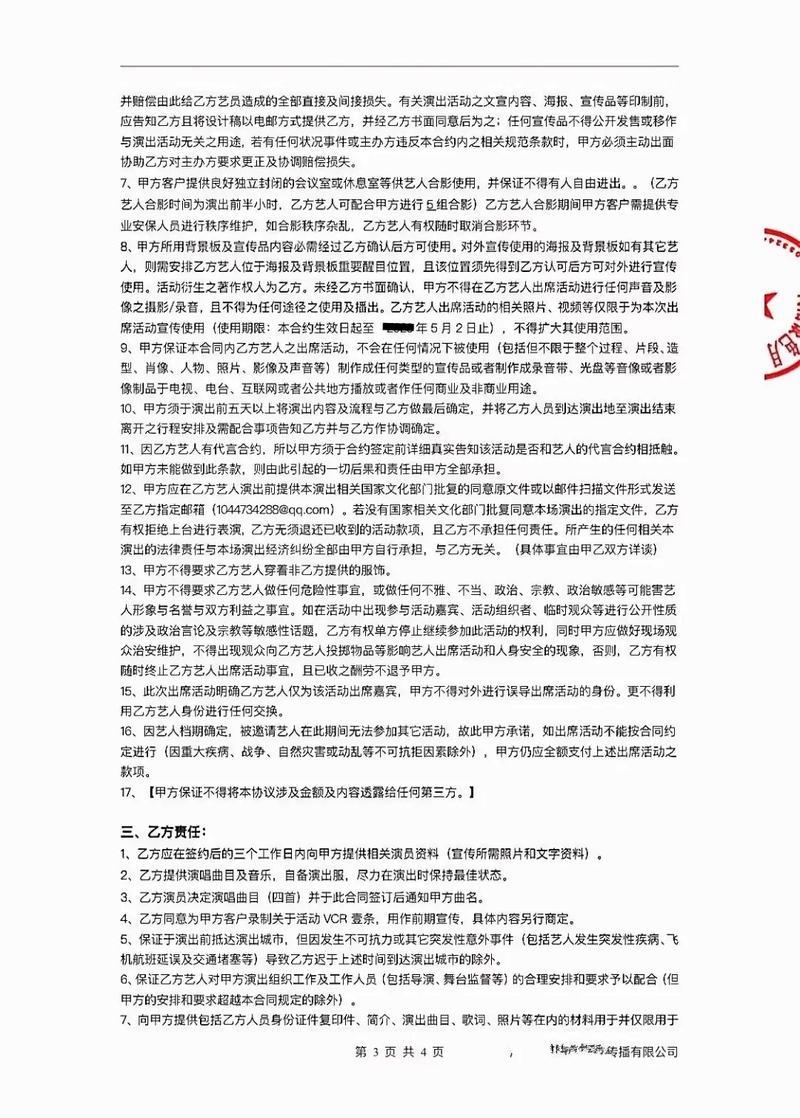 并赔偿由此给乙方艺员造成的全部直接及间接损失。有关演出活动之文宣内容、海报、宣传品等印制前，
应告知乙方且将设计稿以电邮方式提供乙方，并经乙方书面同意后为之；任何宣传品不得公开发售或移作
与演出活动无关之用途，若有任何状况事件或主办方违反本合约内之相关规范条款时，甲方必须主动出面
协助乙方对主办方要求更正及协调赔偿损失。
7、甲方客户提供良好独立封闭的会议室或休息室等供艺人合影使用，并保证不得有人自由进出。。（乙方
艺人合影时间为演出前半小时，乙方艺人可配合甲方进行 5 组合影）乙方艺人合影期间甲方客户需提供专
业安保人员进行秩序维护，如合影秩序杂乱，乙方艺人有权随时取消合影环节。
8、甲方所用背景板及宣传品内容必需经过乙方确认后方可使用。对外宣传使用的海报及背景板如有其它艺
人，则需安排乙方艺人位于海报及背景板重要醒目位置，且该位置须先得到乙方认可后方可对外进行宣传
使用。活动衍生之著作权人为乙方。未经乙方书面确认，甲方不得在乙方艺人出席活动进行任何声音及影
像之摄影/录音，且不得为任何途径之使用及播出。乙方艺人出席活动的相关照片、视频等仅限于为本次出
席活动宣传使用（使用期限：本合约生效日起至 年 5 月 2 日止），不得扩大其使用范围。
9、甲方保证本合同内乙方艺人之出席活动，不会在任何情况下被使用（包括但不限于整个过程、片段、造
型、肖像、人物、照片、影像及声音等）制作成任何类型的宣传品或者制作成录音带、光盘等音像或者影
像制品于电视、电台、互联网或者公共地方播放或者作任何商业及非商业用途。
10、甲方须于演出前五天以上将演出内容及流程与乙方做最后确定，并将乙方人员到达演出地至演出结束
离开之行程安排及需配合事项告知乙方并与乙方作协调确定。
11、因乙方艺人有代言合约，所以甲方须于合约签定前详细真实告知该活动是否和艺人的代言合约相抵触。
如甲方未能做到此条款，则由此引起的一切后果和责任由甲方全部承担。
12、甲方应在乙方艺人演出前提供本演出相关国家文化部门批复的同意原文件或以邮件扫描文件形式发送
至乙方指定邮箱（1044734288@qq.com）。若没有国家相关文化部门批复同意本场演出的指定文件，乙方
有权拒绝上台进行表演，乙方无须退还已收到的活动款项，且乙方不承担任何责任。所产生的任何相关本
演出的法律责任与本场演出经济纠纷全部由甲方自行承担，与乙方无关。（具体事宜由甲乙双方详谈）
13、甲方不得要求乙方艺人穿着非乙方提供的服饰。
14、甲方不得要求乙方艺人做任何危险性事宜，或做任何不雅、不当、政治、宗教、政治敏感等可能害艺
人形象与名誉与双方利益之事宜。如在活动中出现参与活动嘉宾、活动组织者、临时观众等进行公开性质
的涉及政治言论及宗教等敏感性话题，乙方有权单方停止继续参加此活动的权利，同时甲方应做好现场观
众治安维护，不得出现观众向乙方艺人投掷物品等影响艺人出席活动和人身安全的现象，否则，乙方有权
随时终止乙方艺人出席活动事宜，且已收之酬劳不退予甲方。
15、此次出席活动明确乙方艺人仅为该活动出席嘉宾，甲方不得对外进行误导出席活动的身份。更不得利
用乙方艺人身份进行任何交换。
16、因艺人档期确定，被邀请艺人在此期间无法参加其它活动，故此甲方承诺，如出席活动不能按合同约
定进行（因重大疾病、战争、自然灾害或动乱等不可抗拒因素除外），甲方仍应全额支付上述出席活动之
款项。
17、【甲方保证不得将本协议涉及金额及内容透露给任何第三方。】
三、乙方责任：
1、乙方应在签约后的三个工作日内向甲方提供相关演员资料（宣传所需照片和文字资料）。
2、乙方提供演唱曲目及音乐，自备演出服，尽力在演出时保持最佳状态。
3、乙方演员决定演唱曲目（四首）并于此合同签订后通知甲方曲名。
4、乙方同意为甲方客户录制关于活动 VCR 壹条，用作前期宣传，具体内容另行商定。
5、保证于演出前抵达演出城市，但因发生不可抗力或其它突发性意外事件（包括艺人发生突发性疾病、飞
机航班延误及交通堵塞等）导致乙方迟于上述时间到达演出城市的除外。
6、保证乙方艺人对甲方演出组织工作及工作人员（包括导演、舞台监督等）的合理安排和要求予以配合（但
甲方的安排和要求超越本合同规定的除外）。
7、向甲方提供包括乙方人员身份证件复印件、简介、演出曲目、歌词、照片等在内的材料用于并仅限用于
第 3 页 共 4 页
传播有限公司